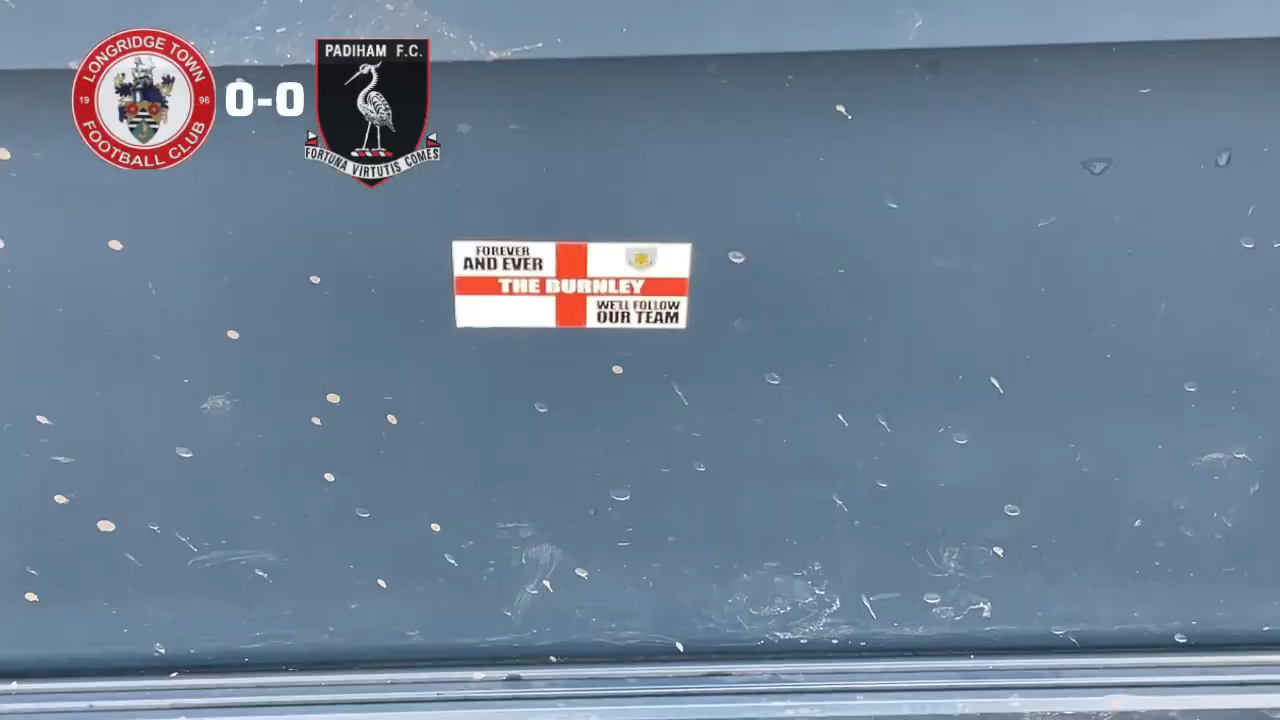 LONGRIDGE TOWN
19 96
FOOTBALL CLUB
0-0
PADIHAM F.C.
FORTUNA VIRTUTIS COMES
FOREVER
AND EVER
THE BURNLEY
WE'LL FOLLOW
OUR TEAM